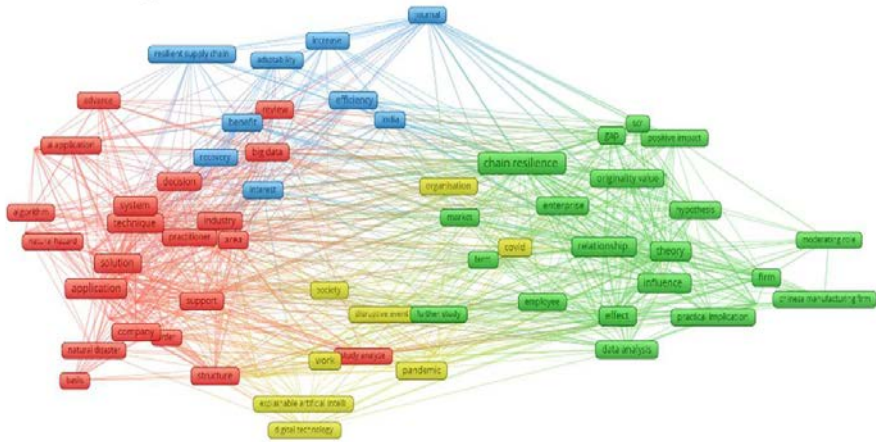 journal
increase
resilient supply chain
adaptability
advance
review
efficiency
benefit
india
scr
gap
positive impact
ai application
recovery
big data
chain resilience
decision
interest
organisation
originality value
system
enterprise
hypothesis
algorithm
technique
industry
market
natural hazard
practitioner
area
covid
relationship
theory
moderating role
solution
term
firm
application
society
influence
support
employee
chinese manufacturing firm
disruptive event
further study
effect
practical implication
company
order
natural disaster
work
study analyze
data analysis
basis
structure
pandemic
explainable artificial intelli
digital technology